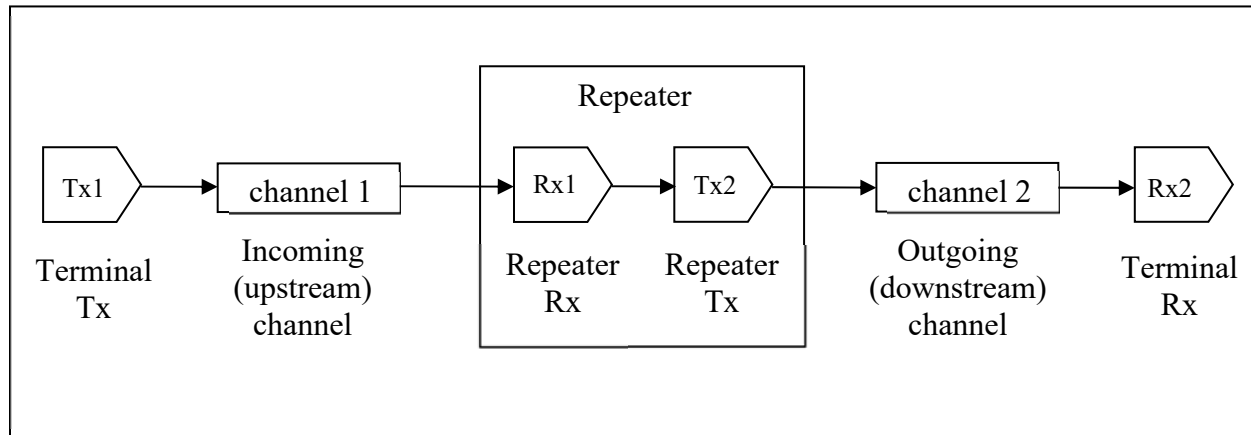 Repeater
Tx1
channel 1
Rx1
Tx2
channel 2
Rx2
Terminal
Tx
Incoming
(upstream)
channel
Repeater
Rx
Repeater
Tx
Outgoing
(downstream)
channel
Terminal
Rx